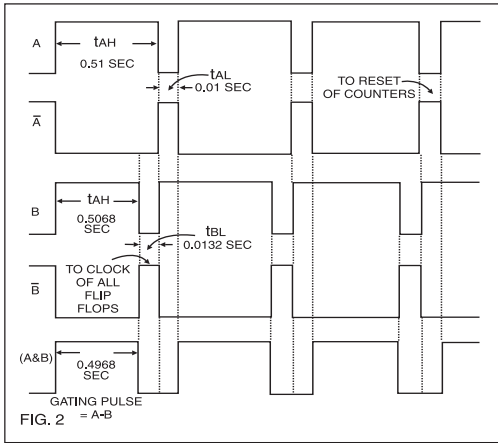 A
tAH
0.51 SEC
tAL
0.01 SEC
TO RESET
OF COUNTERS
Ā
B
tAH
0.5068
SEC
tBL
0.0132 SEC
TO CLOCK
OF ALL
FLIP
FLOPS
B̄
(A&B)
0.4968
SEC
GATING PULSE
= A-B
FIG. 2